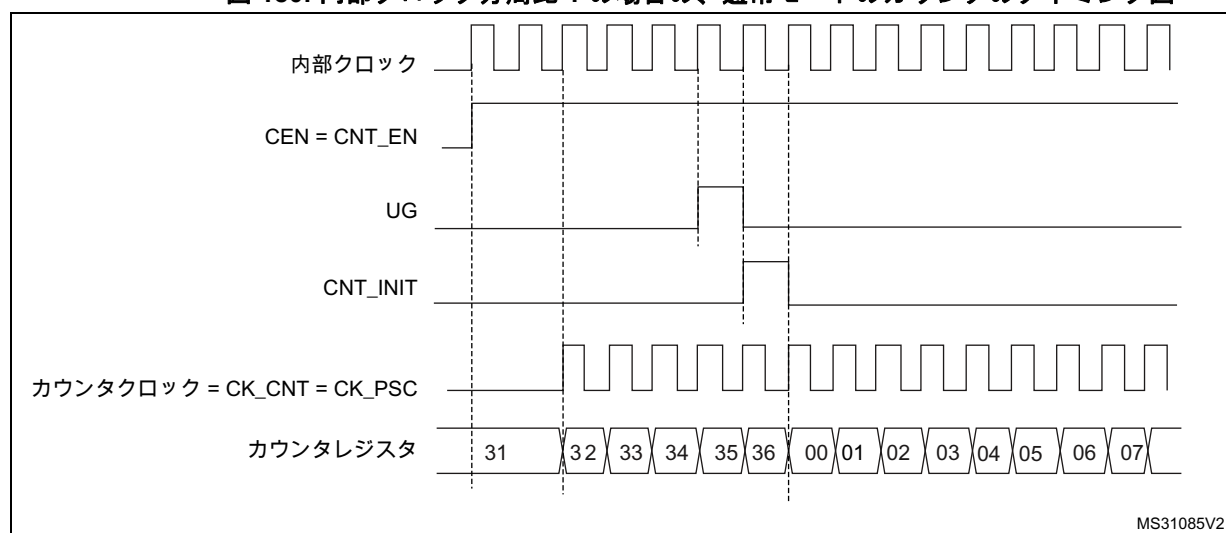 内部クロック
CEN = CNT_EN
UG
CNT_INIT
カウンタクロック = CK_CNT = CK_PSC
カウンタレジスタ 31 32 33 34 35 36 00 01 02 03 04 05 06 07
MS31085V2